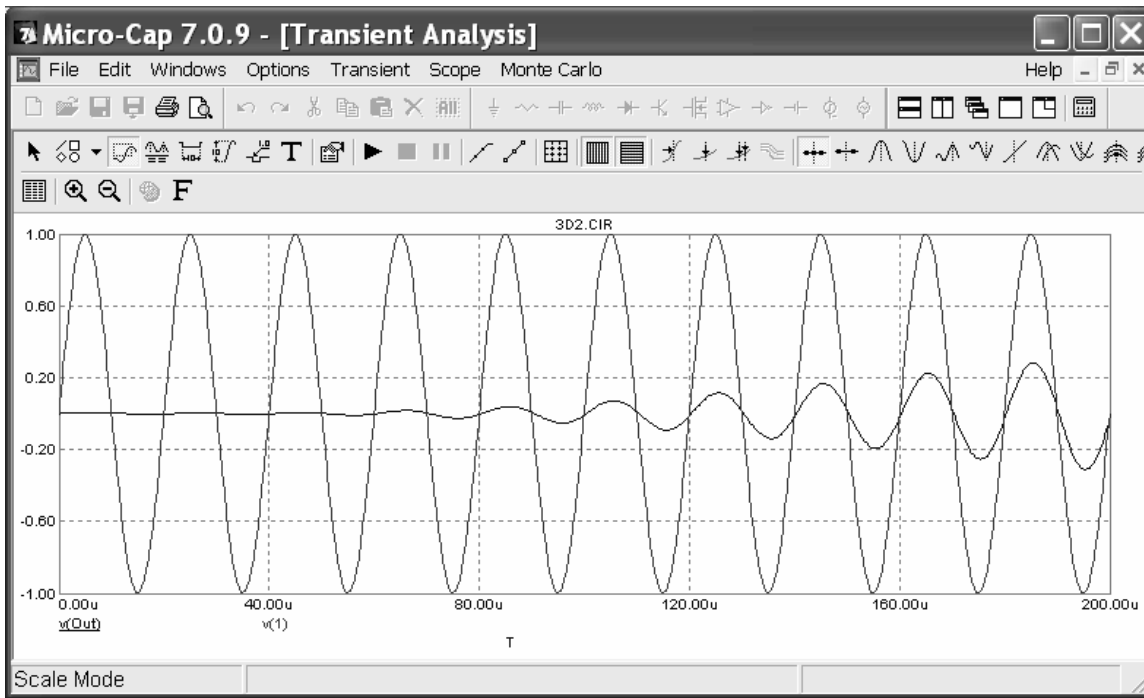 Micro-Cap 7.0.9 - [Transient Analysis]
File Edit Windows Options Transient Scope Monte Carlo Help
T
F
3D2.CIR
1.00
0.60
0.20
-0.20
-0.60
-1.00
0.00u 40.00u 80.00u 120.00u 160.00u 200.00u
v(Out) v(1)
T
Scale Mode